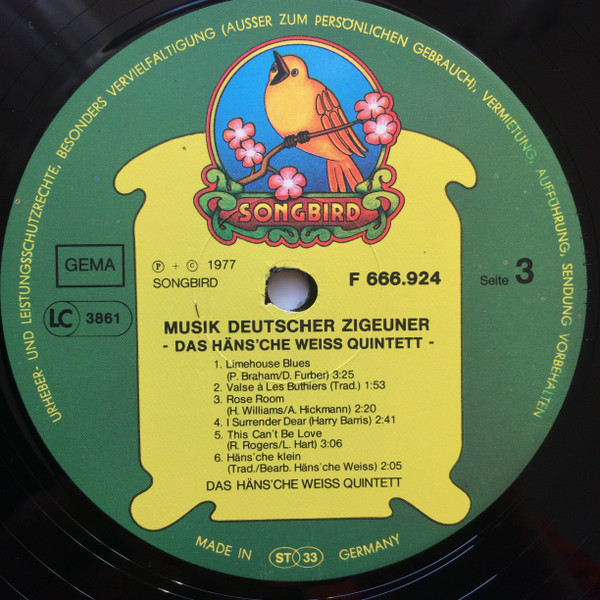 URHEBER- UND LEISTUNGSSCHUTZRECHTE, BESONDERS VERVIELFÄLTIGUNG (AUSSER ZUM PERSÖNLICHEN GEBRAUCH), VERMIETUNG, AUFFÜHRUNG, SENDUNG VORBEHALTEN
SONGBIRD
GEMA
LC 3861
Ⓟ + © 1977
SONGBIRD
F 666.924
Seite 3
MUSIK DEUTSCHER ZIGEUNER
- DAS HÄNS'CHE WEISS QUINTETT -
1. Limehouse Blues
(P. Braham/D. Furber) 3:25
2. Valse à Les Buthiers (Trad.) 1:53
3. Rose Room
(H. Williams/A. Hickmann) 2:20
4. I Surrender Dear (Harry Barris) 2:41
5. This Can't Be Love
(R. Rogers/L. Hart) 3:06
6. Häns'che klein
(Trad./Bearb. Häns'che Weiss) 2:05
DAS HÄNS'CHE WEISS QUINTETT
MADE IN ST 33 GERMANY